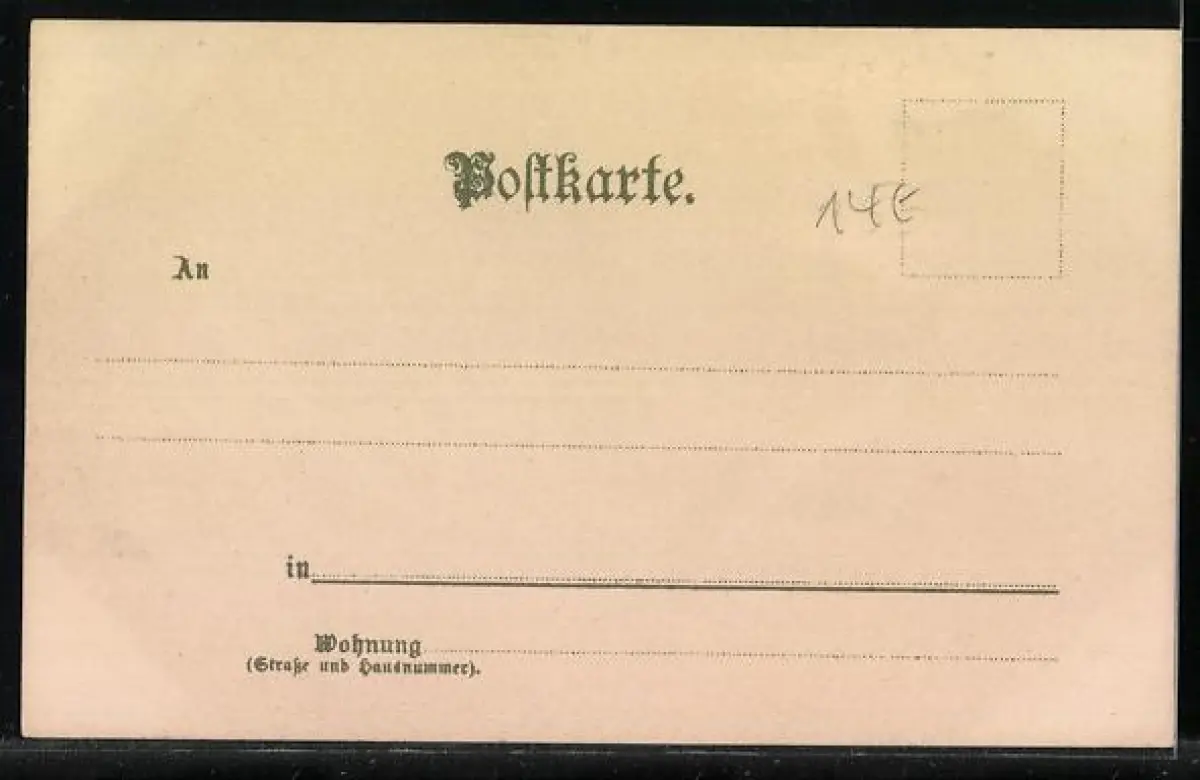 Postkarte.
14€
An
in
Wohnung
(Straße und Hausnummer).